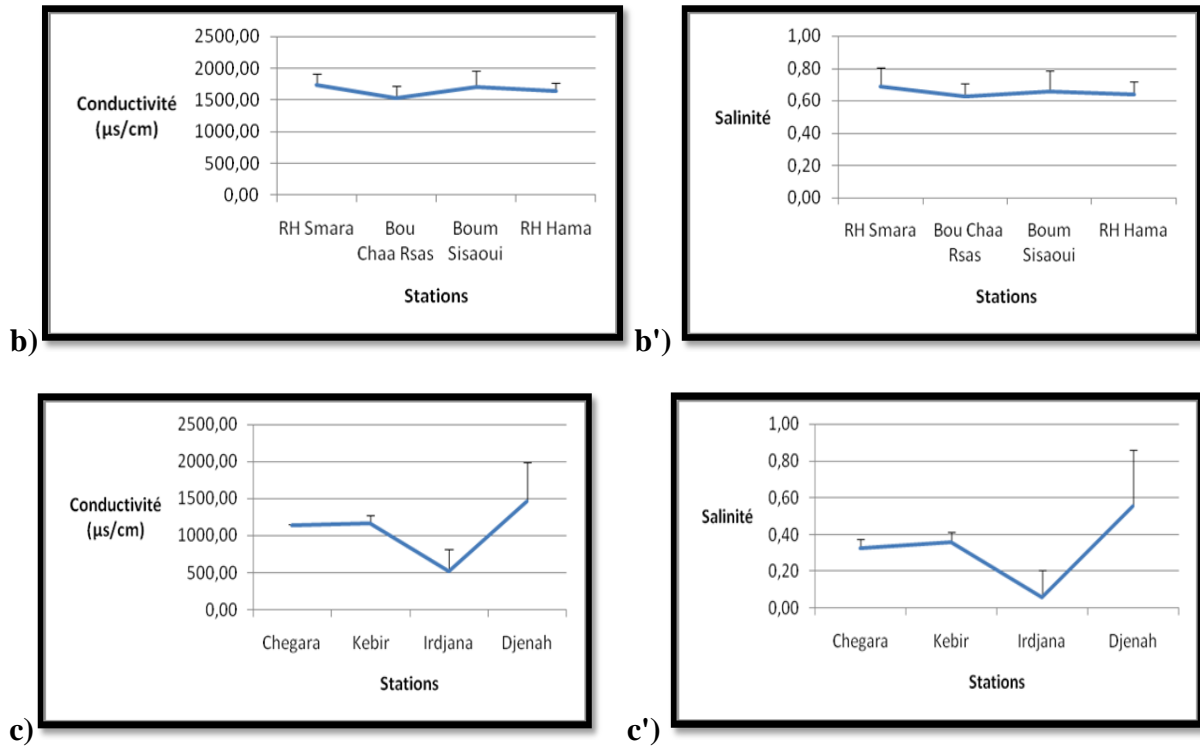 2500,00
2000,00
1500,00
1000,00
500,00
0,00
Conductivité
(µs/cm)
RH Smara
Bou
Chaa Rsas
Boum
Sisaoui
RH Hama
Stations
b)
1,00
0,80
0,60
0,40
0,20
0,00
Salinité
RH Smara
Bou Chaa
Rsas
Boum
Sisaoui
RH Hama
Stations
b')
2500,00
2000,00
1500,00
1000,00
500,00
0,00
Conductivité
(µs/cm)
Chegara
Kebir
Irdjana
Djenah
Stations
c)
1,00
0,80
0,60
0,40
0,20
0,00
Salinité
Chegara
Kebir
Irdjana
Djenah
Stations
c')